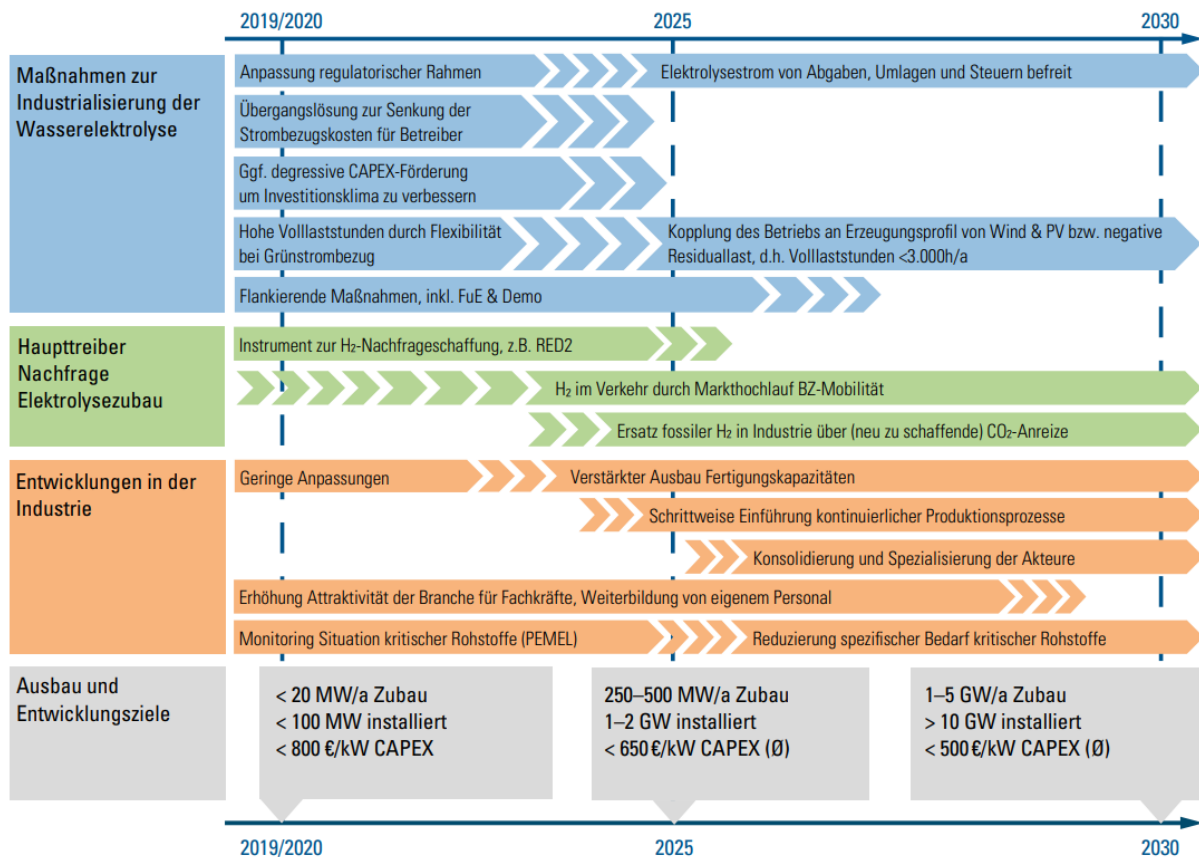 2019/2020 2025 2030
Maßnahmen zur
Industrialisierung der
Wasserelektrolyse
Anpassung regulatorischer Rahmen
Elektrolysestrom von Abgaben, Umlagen und Steuern befreit
Übergangslösung zur Senkung der
Strombezugskosten für Betreiber
Ggf. degressive CAPEX-Förderung
um Investitionsklima zu verbessern
Hohe Volllaststunden durch Flexibilität
bei Grünstrombezug
Kopplung des Betriebs an Erzeugungsprofil von Wind & PV bzw. negative
Residuallast, d.h. Volllaststunden <3.000h/a
Flankierende Maßnahmen, inkl. FuE & Demo
Haupttreiber
Nachfrage
Elektrolysezubau
Instrument zur H₂-Nachfrageschaffung, z.B. RED2
H₂ im Verkehr durch Markthochlauf BZ-Mobilität
Ersatz fossiler H₂ in Industrie über (neu zu schaffende) CO₂-Anreize
Entwicklungen in der
Industrie
Geringe Anpassungen
Verstärkter Ausbau Fertigungskapazitäten
Schrittweise Einführung kontinuierlicher Produktionsprozesse
Konsolidierung und Spezialisierung der Akteure
Erhöhung Attraktivität der Branche für Fachkräfte, Weiterbildung von eigenem Personal
Monitoring Situation kritischer Rohstoffe (PEMEL)
Reduzierung spezifischer Bedarf kritischer Rohstoffe
Ausbau und
Entwicklungsziele
< 20 MW/a Zubau
< 100 MW installiert
< 800 €/kW CAPEX
250–500 MW/a Zubau
1–2 GW installiert
< 650 €/kW CAPEX (Ø)
1–5 GW/a Zubau
> 10 GW installiert
< 500 €/kW CAPEX (Ø)
2019/2020 2025 2030